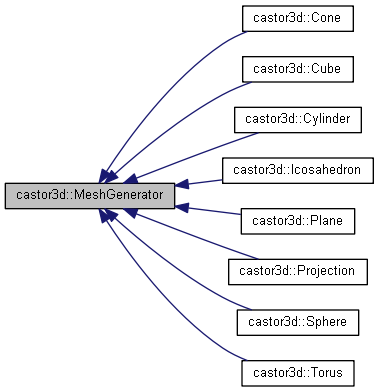 castor3d::Cone
castor3d::Cube
castor3d::Cylinder
castor3d::Icosahedron
castor3d::MeshGenerator
castor3d::Plane
castor3d::Projection
castor3d::Sphere
castor3d::Torus